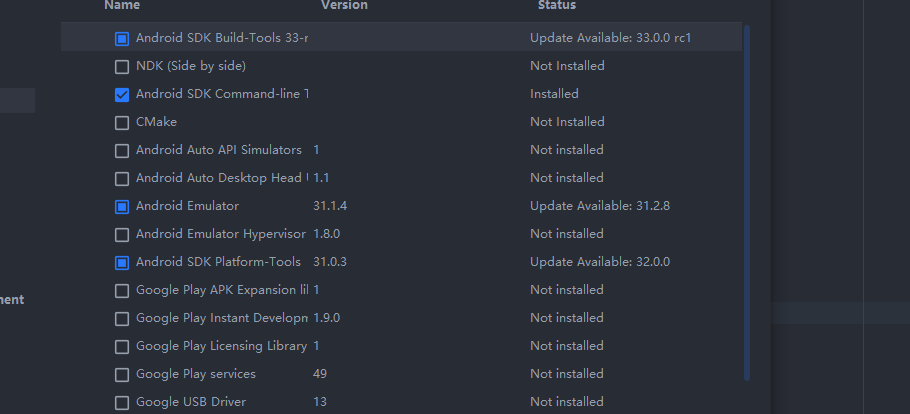 Name Version Status
Android SDK Build-Tools 33-r Update Available: 33.0.0 rc1
NDK (Side by side) Not Installed
Android SDK Command-line T Installed
CMake Not Installed
Android Auto API Simulators 1 Not installed
Android Auto Desktop Head 1.1 Not installed
Android Emulator 31.1.4 Update Available: 31.2.8
Android Emulator Hypervisor 1.8.0 Not installed
Android SDK Platform-Tools 31.0.3 Update Available: 32.0.0
Google Play APK Expansion li 1 Not installed
ment
Google Play Instant Developm 1.9.0 Not installed
Google Play Licensing Library 1 Not installed
Google Play services 49 Not installed
Google USB Driver 13 Not installed